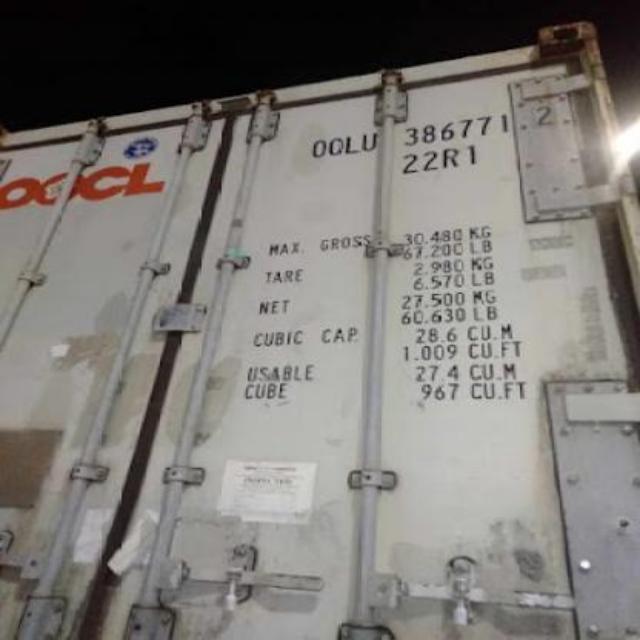 OOCL
OOLU 386771 2
22R1
MAX. GROSS 30.480 KG
67.200 LB
TARE 2.980 KG
6.570 LB
NET 27.500 KG
60.630 LB
CUBIC CAP. 28.6 CU.M
1.009 CU.FT
USABLE 27.4 CU.M
CUBE 967 CU.FT